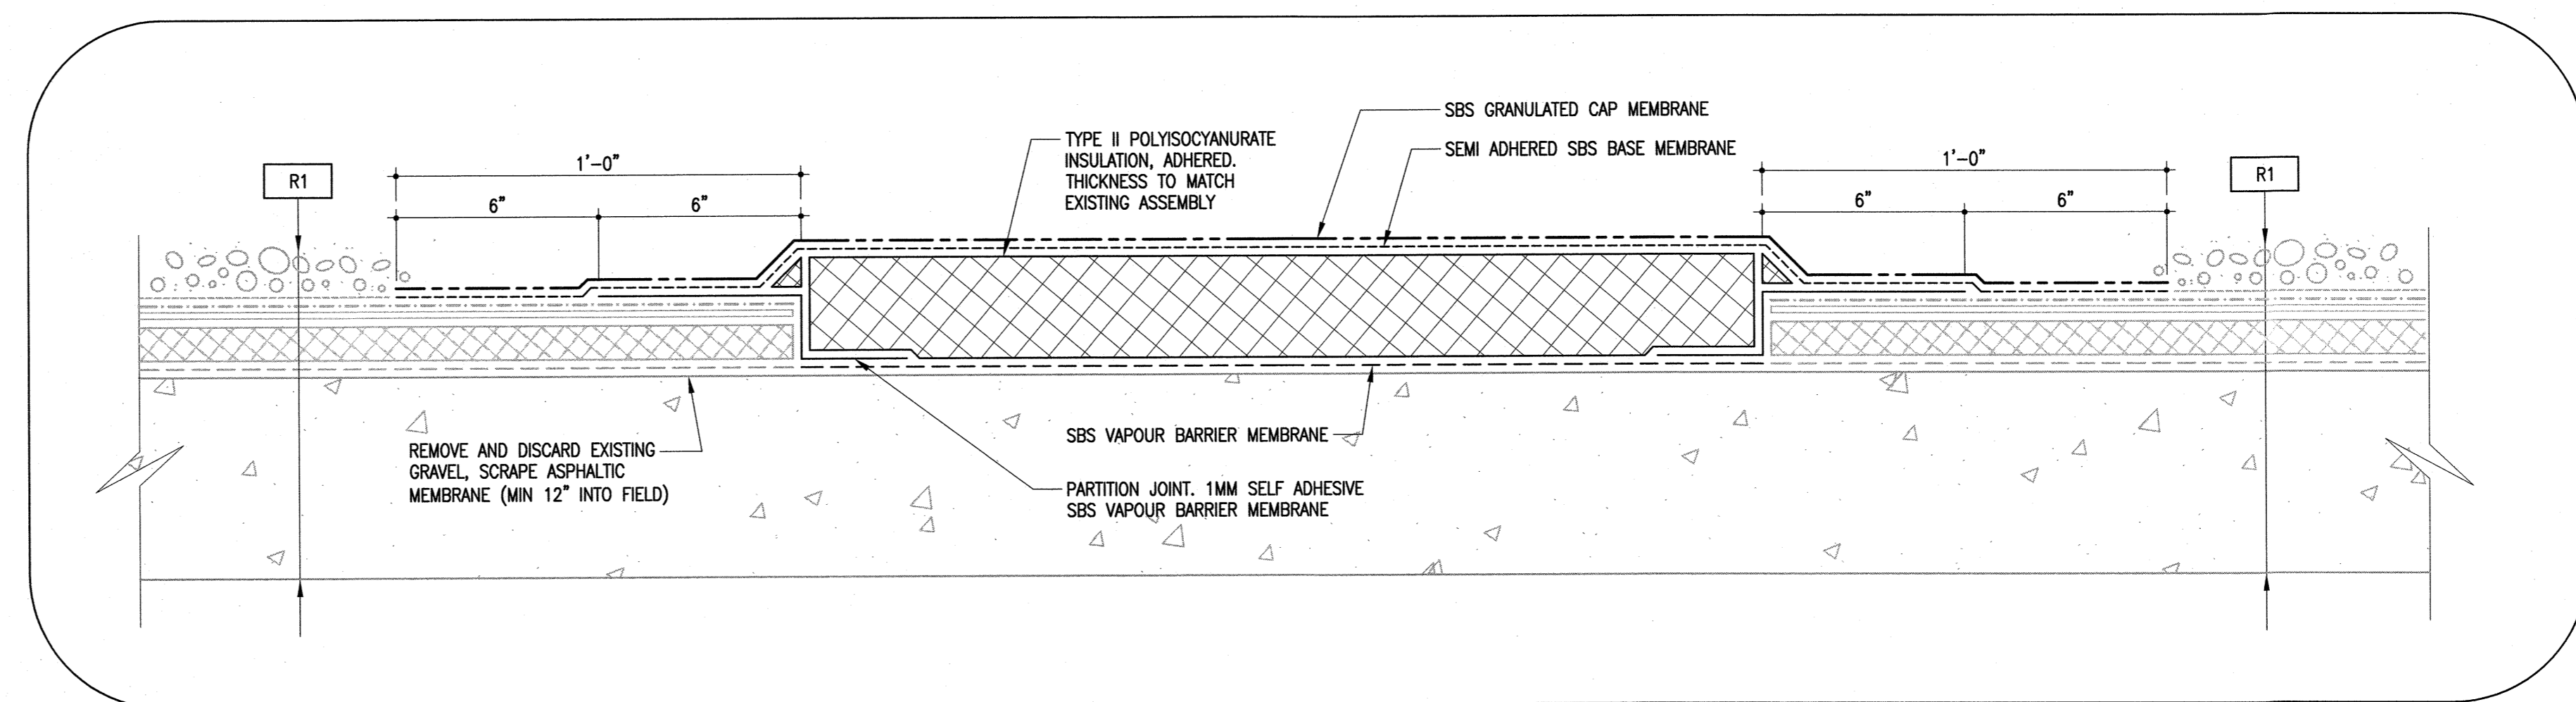 SBS GRANULATED CAP MEMBRANE
TYPE II POLYISOCYANURATE
INSULATION, ADHERED.
THICKNESS TO MATCH
EXISTING ASSEMBLY
SEMI ADHERED SBS BASE MEMBRANE
1'-0"
1'-0"
R1
R1
6"
6"
6"
6"
REMOVE AND DISCARD EXISTING
GRAVEL, SCRAPE ASPHALTIC
MEMBRANE (MIN 12" INTO FIELD)
SBS VAPOUR BARRIER MEMBRANE
PARTITION JOINT. 1MM SELF ADHESIVE
SBS VAPOUR BARRIER MEMBRANE